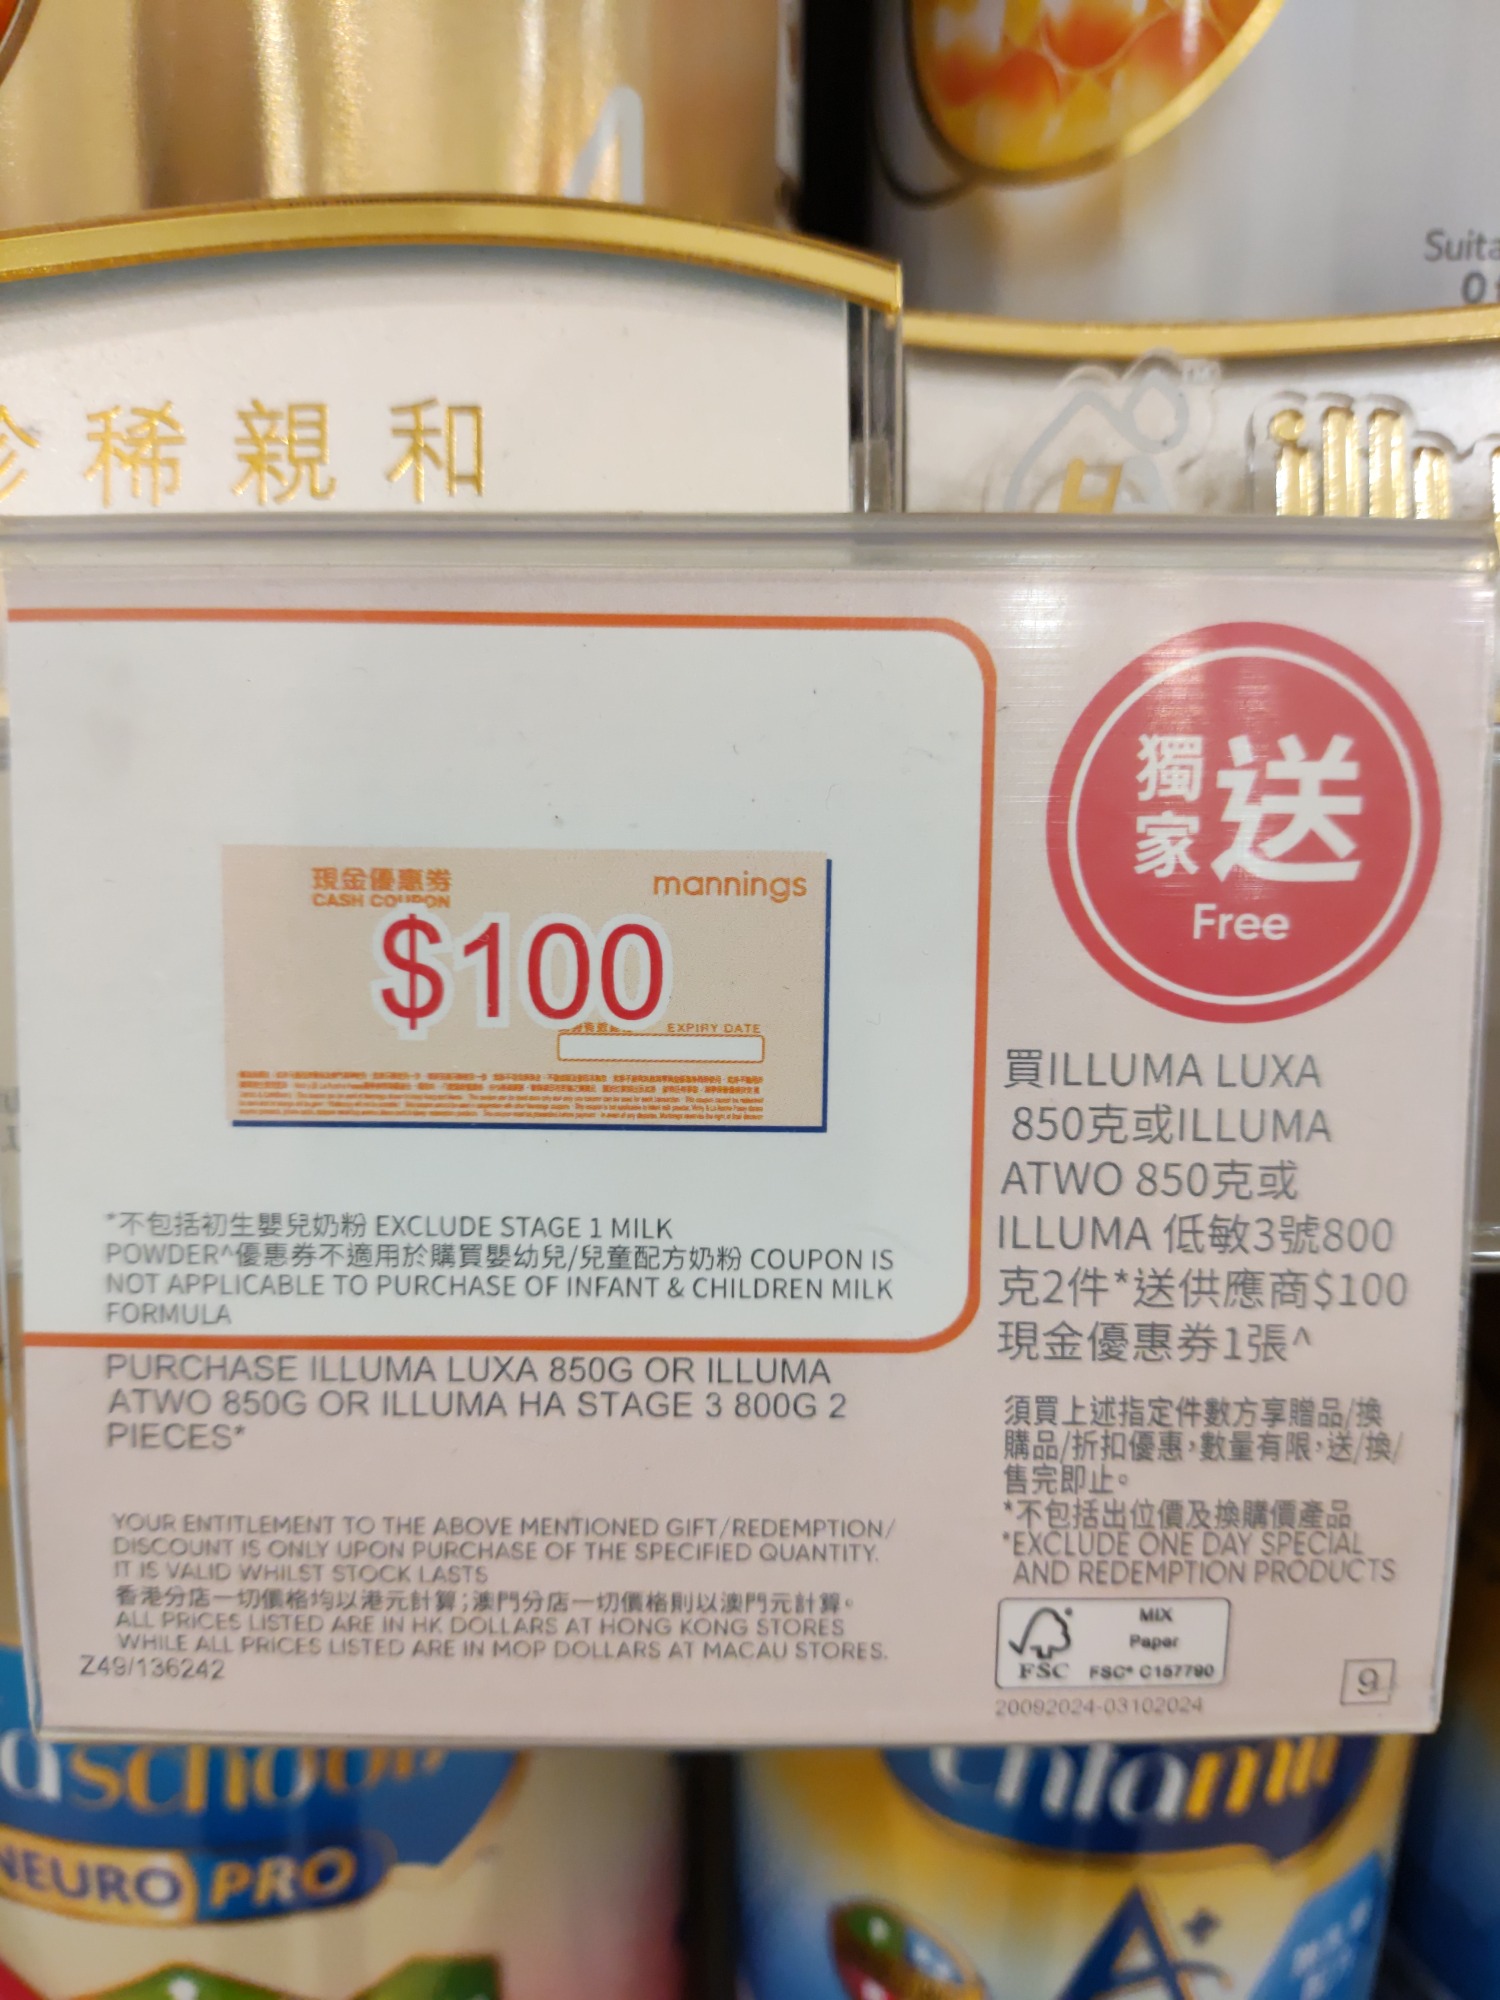 Suita
0
稀親和
獨家送
Free
現金優惠券
CASH COUPON
mannings
$100
EXPIRY DATE
*不包括初生嬰兒奶粉 EXCLUDE STAGE 1 MILK
POWDER^優惠券不適用於購買嬰幼兒/兒童配方奶粉 COUPON IS
NOT APPLICABLE TO PURCHASE OF INFANT & CHILDREN MILK
FORMULA
PURCHASE ILLUMA LUXA 850G OR ILLUMA
ATWO 850G OR ILLUMA HA STAGE 3 800G 2
PIECES*
YOUR ENTITLEMENT TO THE ABOVE MENTIONED GIFT/REDEMPTION/
DISCOUNT IS ONLY UPON PURCHASE OF THE SPECIFIED QUANTITY.
IT IS VALID WHILST STOCK LASTS
香港分店一切價格均以港元計算;澳門分店一切價格則以澳門元計算。
ALL PRICES LISTED ARE IN HK DOLLARS AT HONG KONG STORES
WHILE ALL PRICES LISTED ARE IN MOP DOLLARS AT MACAU STORES.
Z49/136242
買ILLUMA LUXA
850克或ILLUMA
ATWO 850克或
ILLUMA 低敏3號800
克2件*送供應商$100
現金優惠券1張^
須買上述指定件數方享贈品/換
購品/折扣優惠,數量有限,送/換/
售完即止。
*不包括出位價及換購價產品
*EXCLUDE ONE DAY SPECIAL
AND REDEMPTION PRODUCTS
FSC
MIX
Paper
FSC® C157790
20092024-03102024
9
NEURO PRO
A+